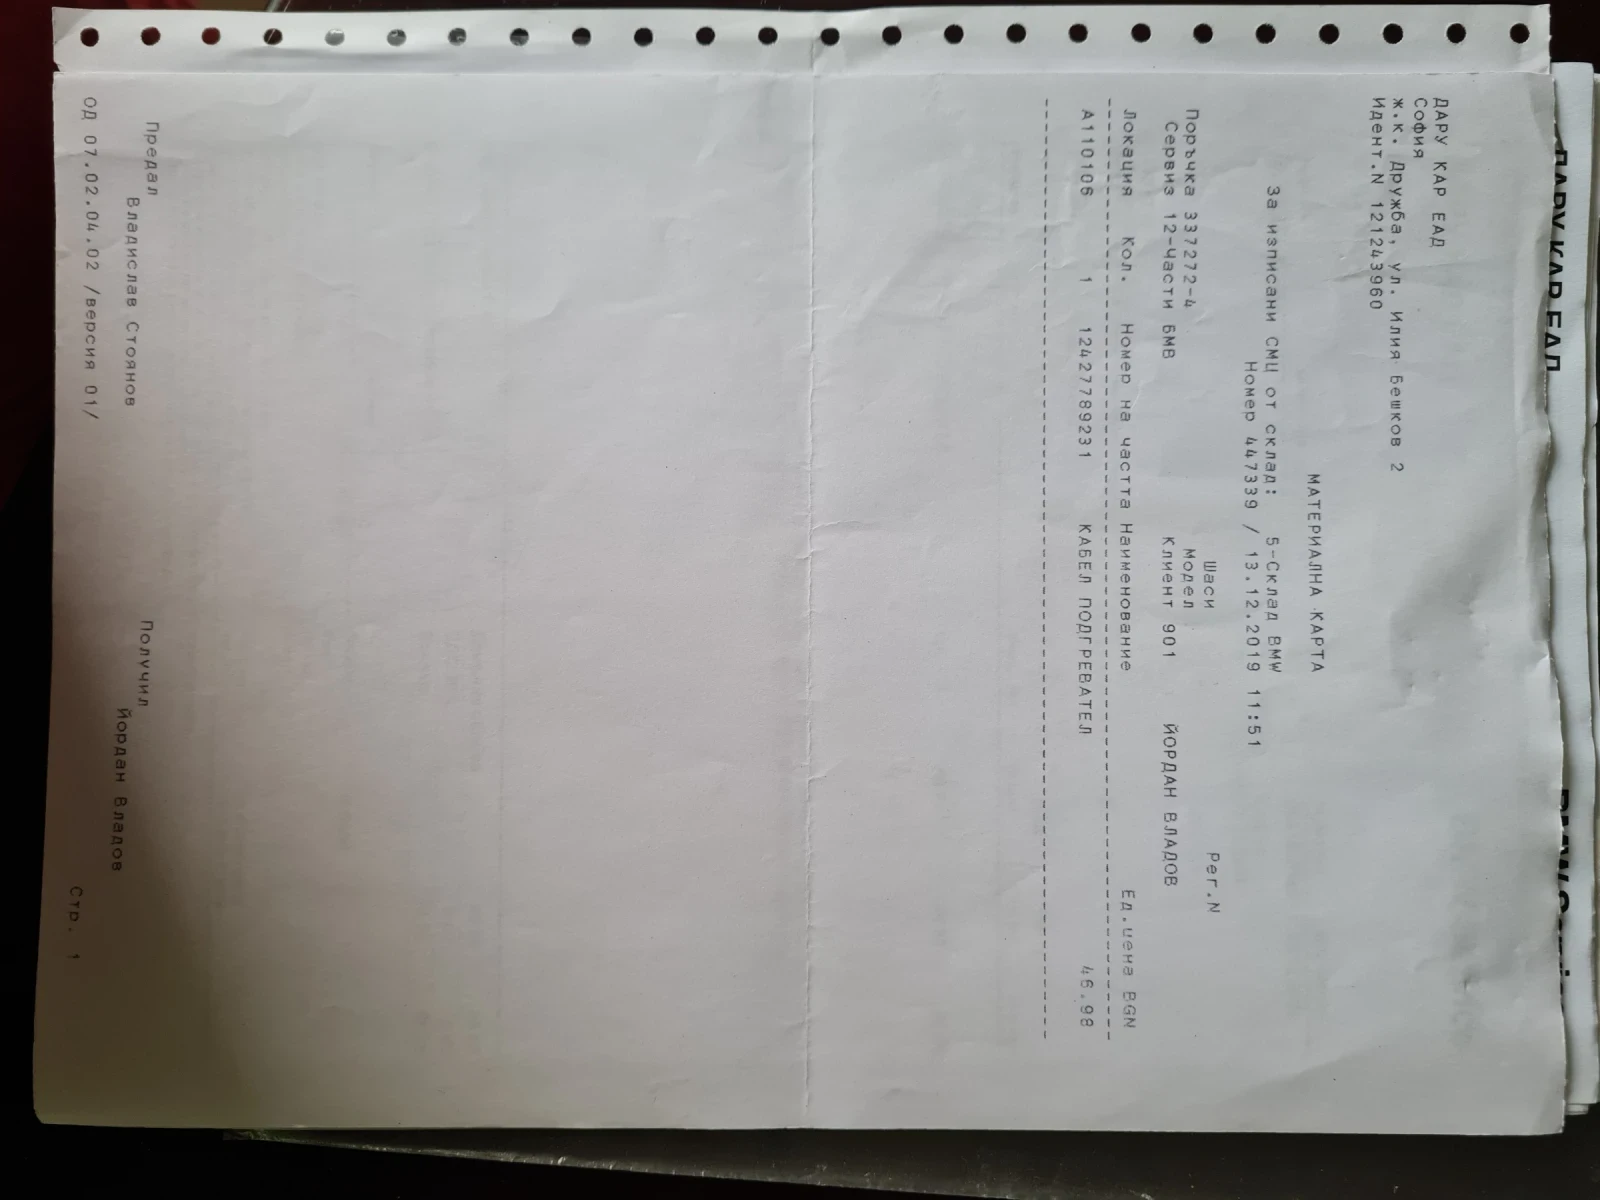 ДАРУ КАР ЕАД
София
ж.к. Дружба, ул. Илия Бешков 2
Идент.N 121243960
МАТЕРИАЛНА КАРТА
За изписани СМЦ от склад: 5-Склад BMW
Номер 447339 / 13.12.2019 11:51
Шаси Рег.N
Поръчка 337272-4 Модел
Сервиз 12-Части БМВ Клиент 901 ЙОРДАН ВЛАДОВ
Локация Кол. Номер на частта Наименование Ед.цена BGN
A110106 1 12427789231 КАБЕЛ ПОДГРЕВАТЕЛ 46.98
Предал Получил
Владислав Стоянов Йордан Владов
ОД 07.02.04.02 /версия 01/ Стр. 1
ДАРУ КАР ЕАД